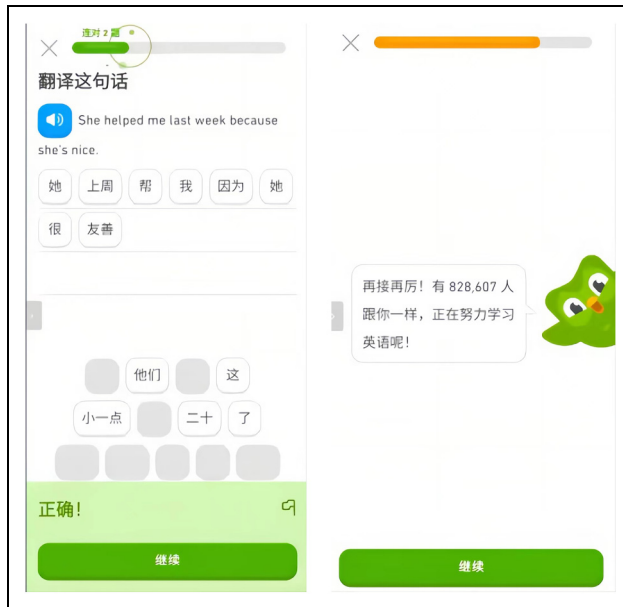 连对 2 题
翻译这句话
She helped me last week because
she's nice.
她 上周 帮 我 因为 她
很 友善
他们 这
小一点 二十 了
正确！
继续
再接再厉！有 828,607 人
跟你一样，正在努力学习
英语呢！
继续